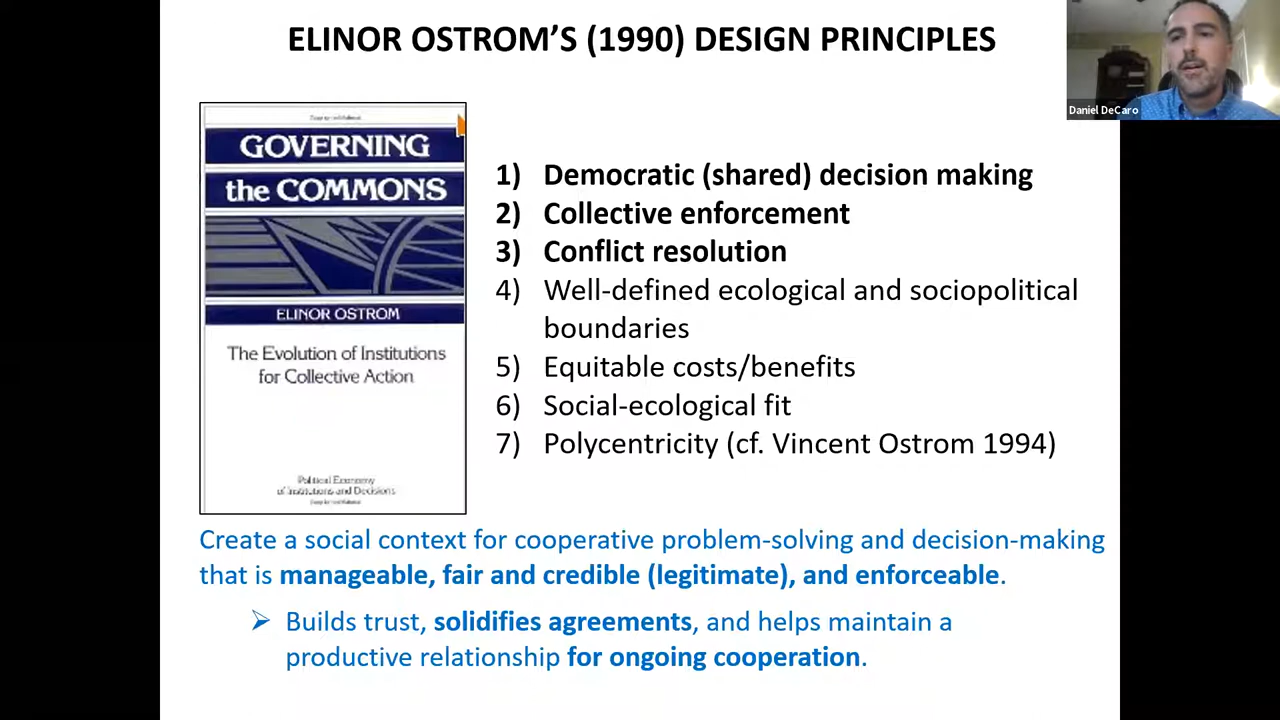 ELINOR OSTROM’S (1990) DESIGN PRINCIPLES
Daniel DeCaro
GOVERNING
the COMMONS
ELINOR OSTROM
The Evolution of Institutions
for Collective Action
Political Economy
of Institutions and Decisions
1) Democratic (shared) decision making
2) Collective enforcement
3) Conflict resolution
4) Well-defined ecological and sociopolitical
boundaries
5) Equitable costs/benefits
6) Social-ecological fit
7) Polycentricity (cf. Vincent Ostrom 1994)
Create a social context for cooperative problem-solving and decision-making
that is manageable, fair and credible (legitimate), and enforceable.
➢ Builds trust, solidifies agreements, and helps maintain a
productive relationship for ongoing cooperation.